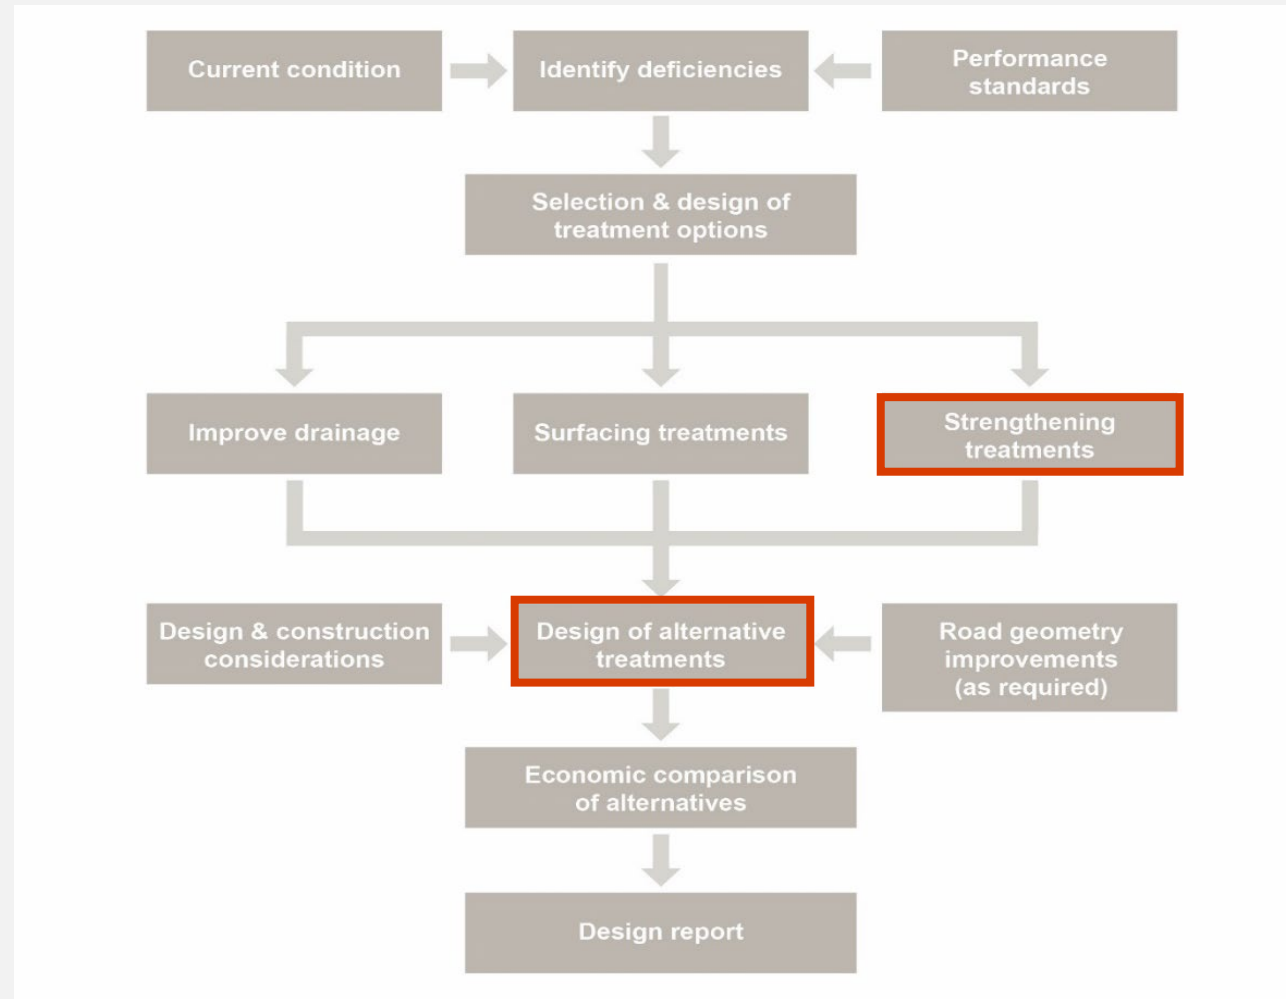 Current condition
Identify deficiencies
Performance
standards
Selection & design of
treatment options
Improve drainage
Surfacing treatments
Strengthening
treatments
Design & construction
considerations
Design of alternative
treatments
Road geometry
improvements
(as required)
Economic comparison
of alternatives
Design report